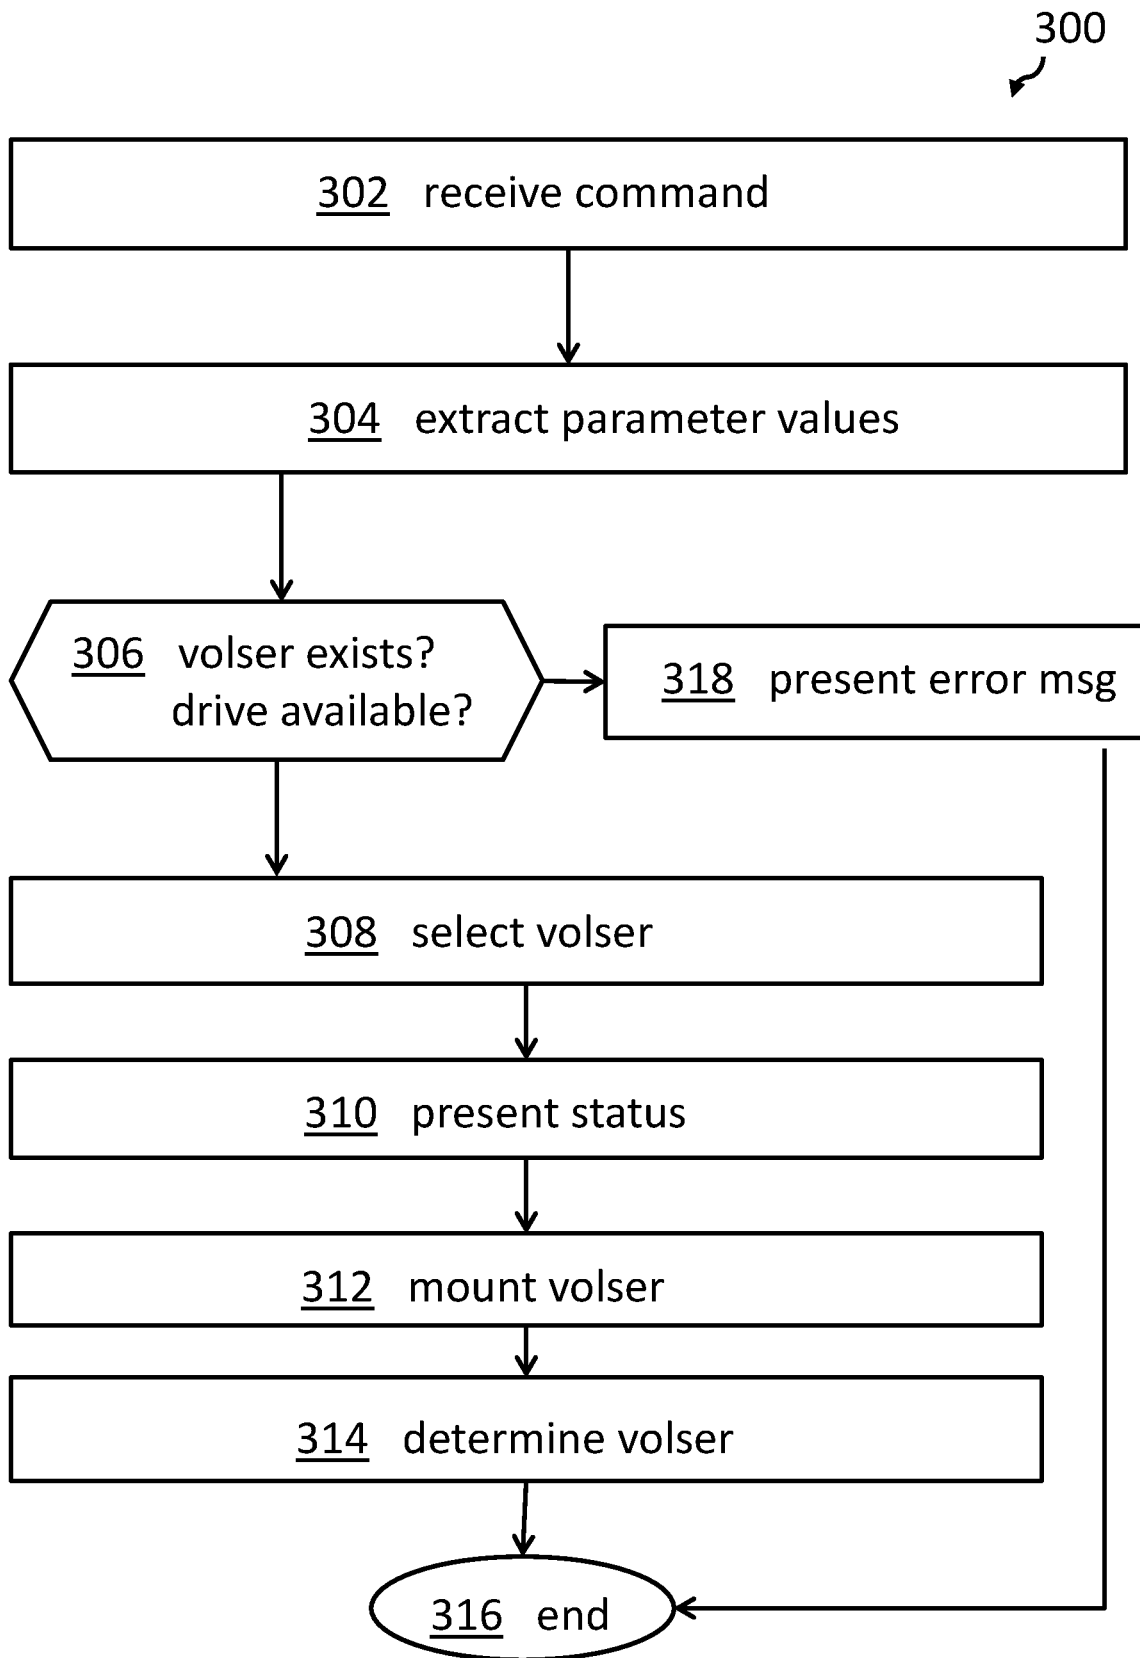 300
302 receive command
304 extract parameter values
306 volser exists?
drive available?
318 present error msg
308 select volser
310 present status
312 mount volser
314 determine volser
316 end